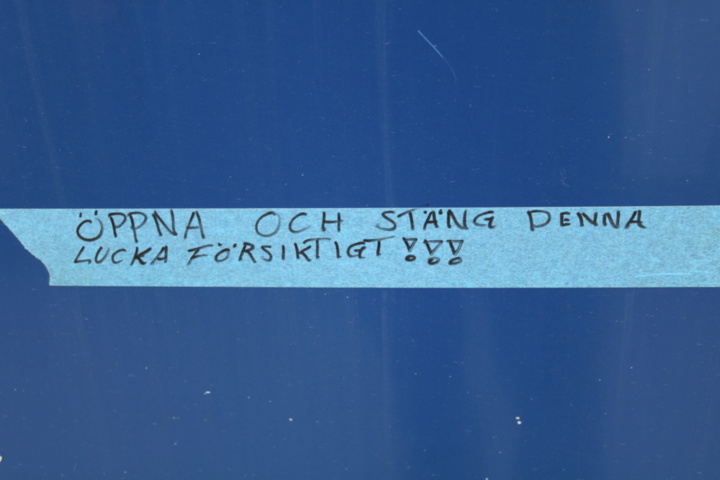 ÖPPNA OCH STÄNG DENNA
LUCKA FÖRSIKTIGT!!!